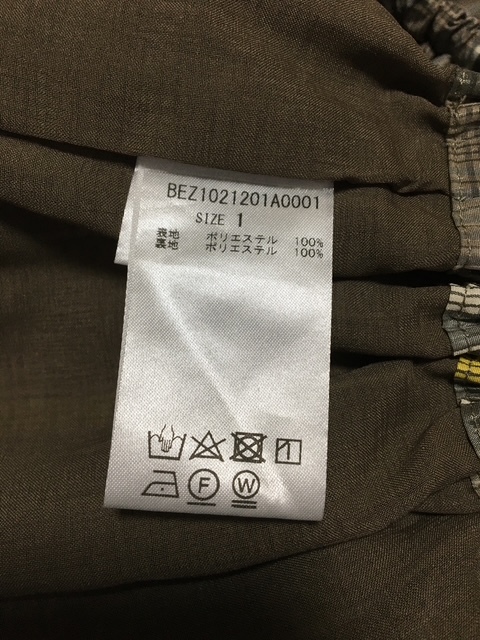 BEZ1021201A0001
SIZE 1
表地 ポリエステル 100%
裏地 ポリエステル 100%
F W